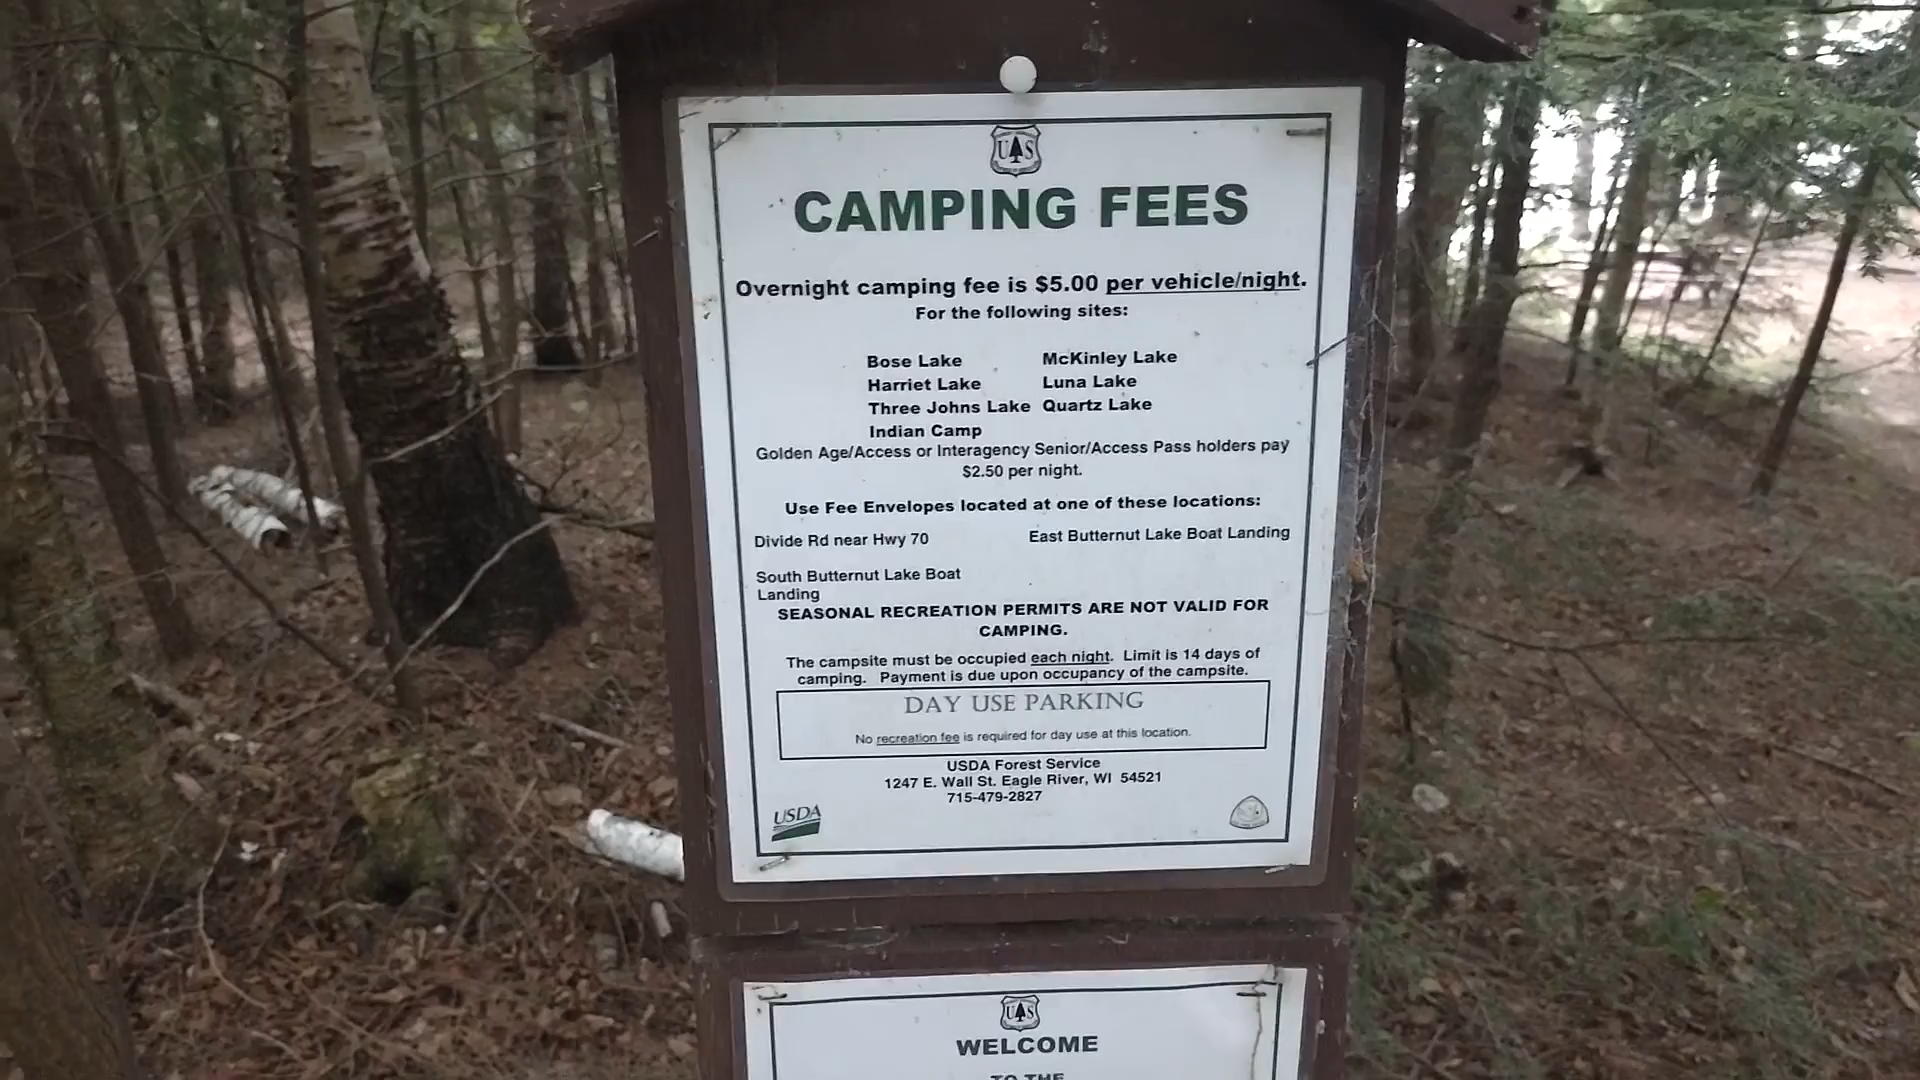 US
CAMPING FEES
Overnight camping fee is $5.00 per vehicle/night.
For the following sites:
Bose Lake McKinley Lake
Harriet Lake Luna Lake
Three Johns Lake Quartz Lake
Indian Camp
Golden Age/Access or Interagency Senior/Access Pass holders pay
$2.50 per night.
Use Fee Envelopes located at one of these locations:
Divide Rd near Hwy 70 East Butternut Lake Boat Landing
South Butternut Lake Boat
Landing
SEASONAL RECREATION PERMITS ARE NOT VALID FOR
CAMPING.
The campsite must be occupied each night. Limit is 14 days of
camping. Payment is due upon occupancy of the campsite.
DAY USE PARKING
No recreation fee is required for day use at this location.
USDA Forest Service
1247 E. Wall St. Eagle River, WI 54521
715-479-2827
USDA
US
WELCOME
TO THE